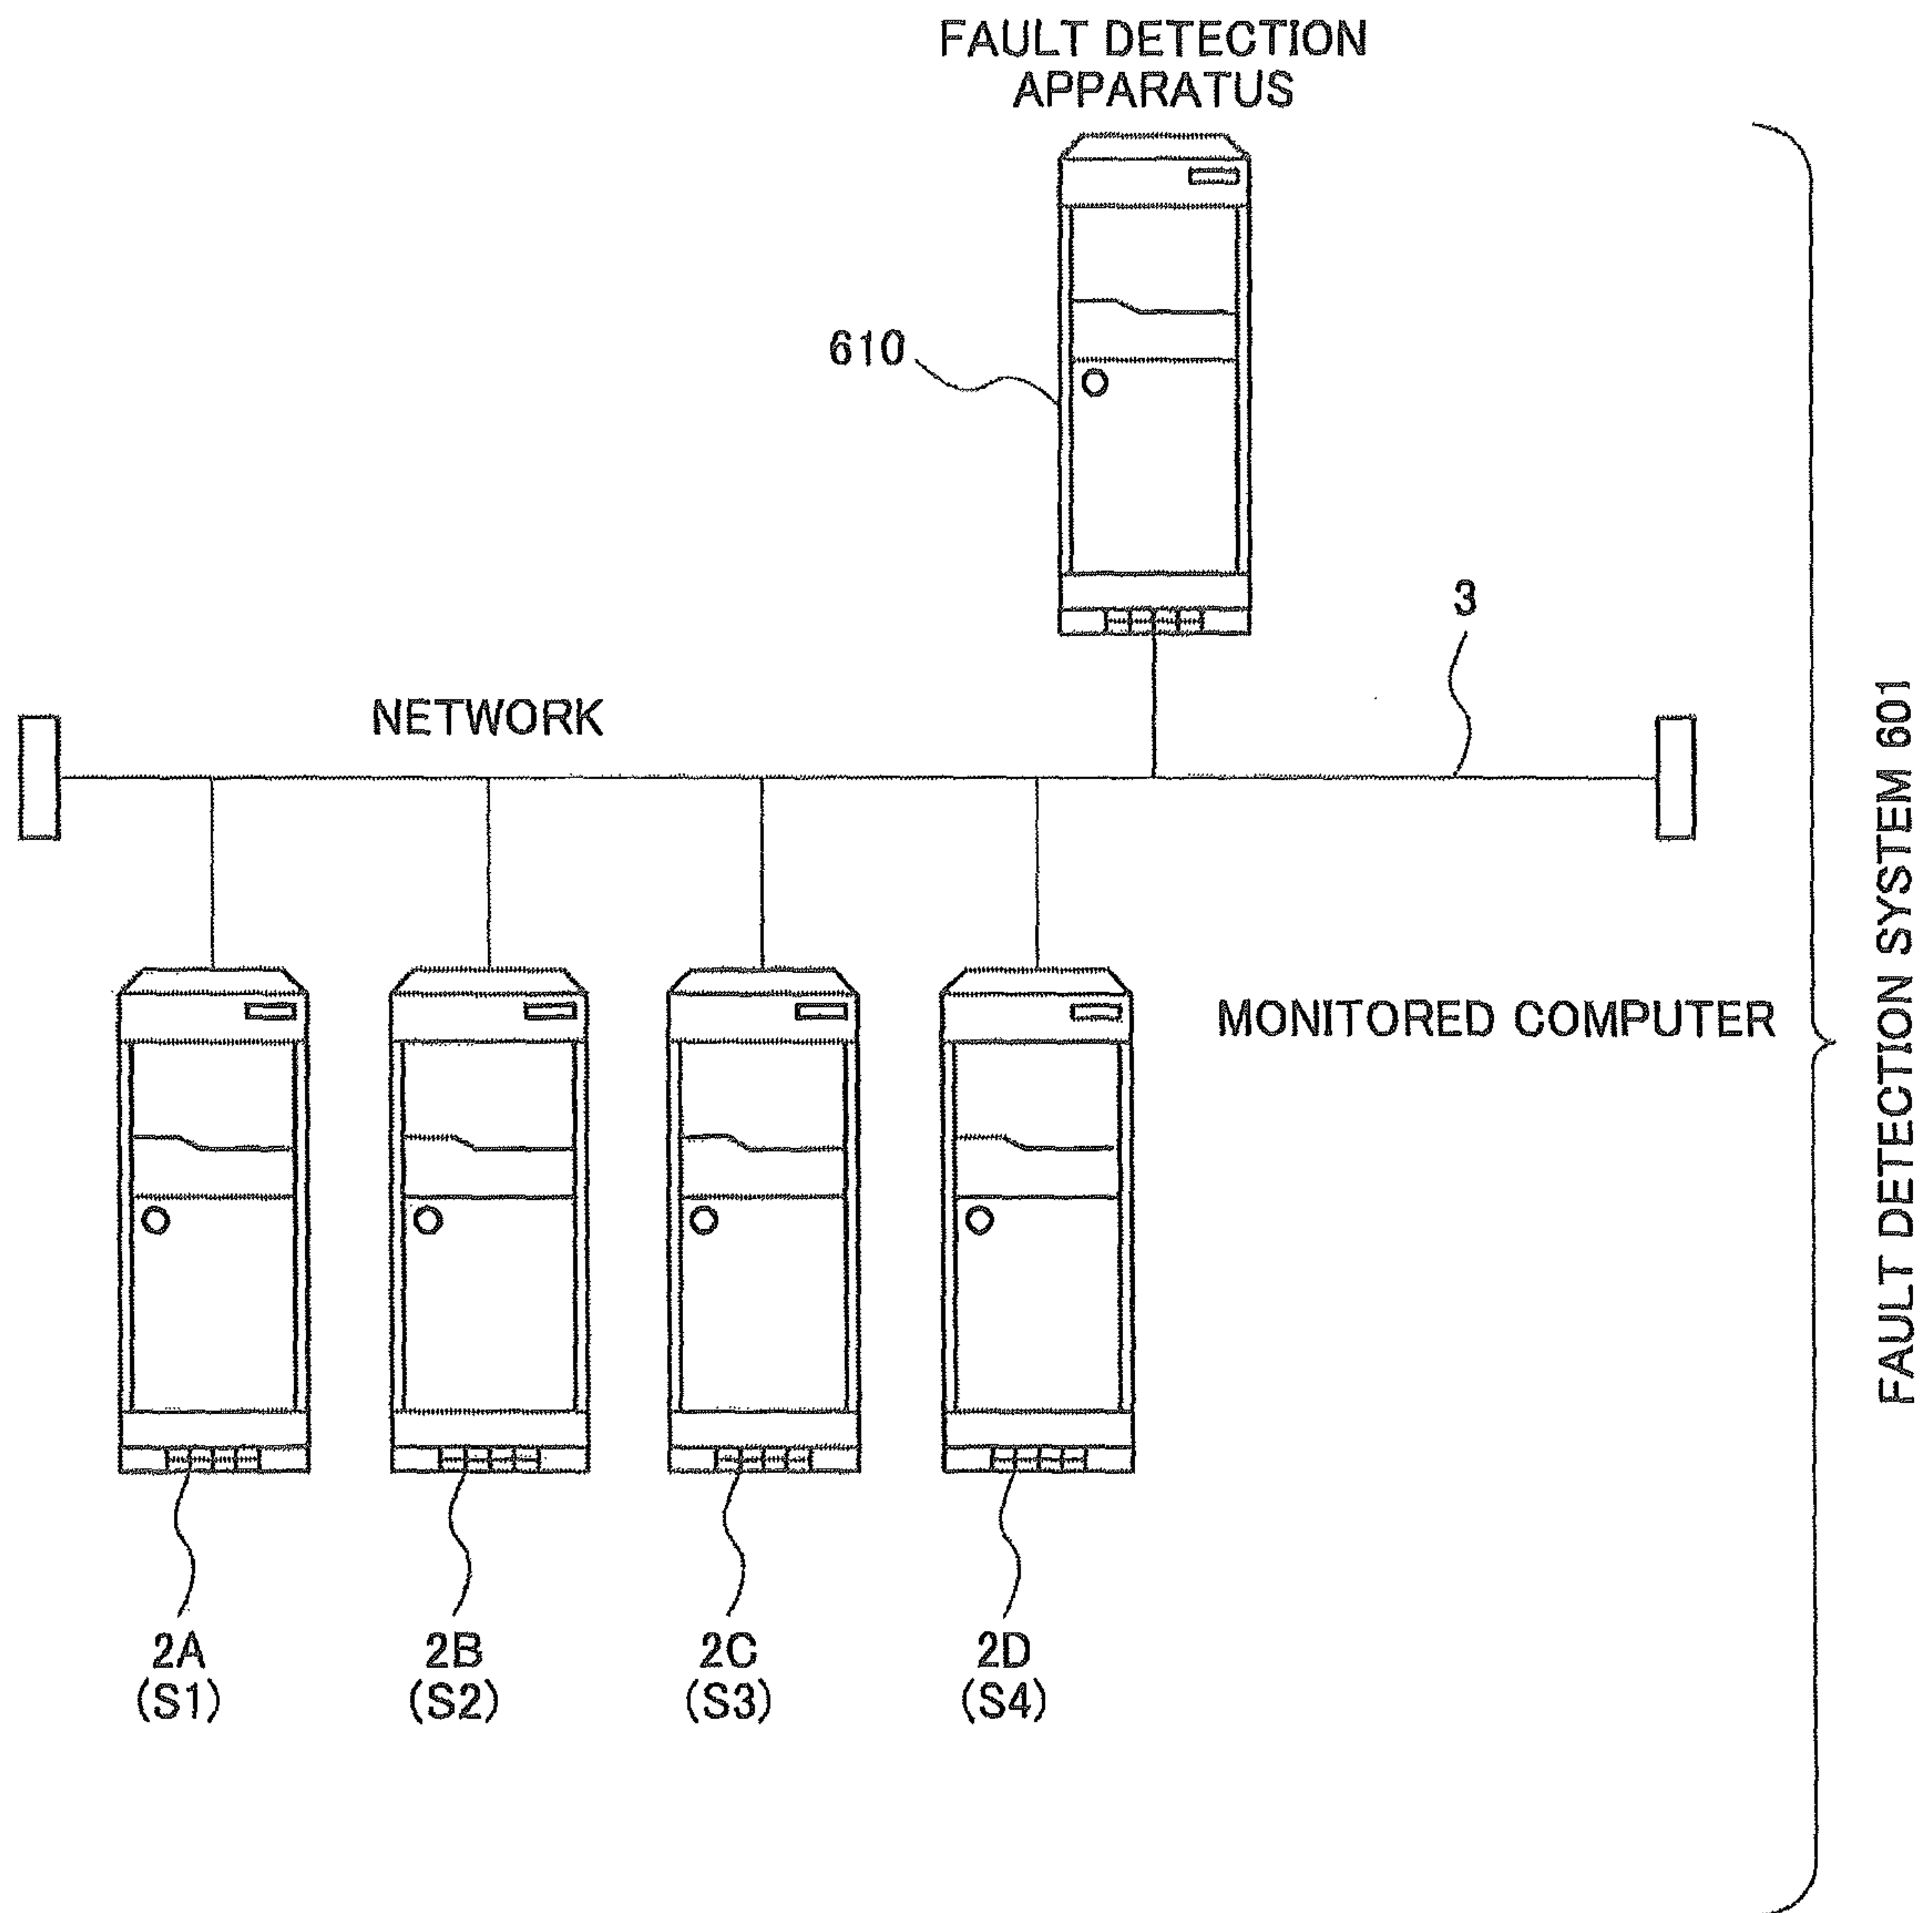 FAULT DETECTION
APPARATUS
610
3
NETWORK
MONITORED COMPUTER
FAULT DETECTION SYSTEM 601
2A
(S1)
2B
(S2)
2C
(S3)
2D
(S4)